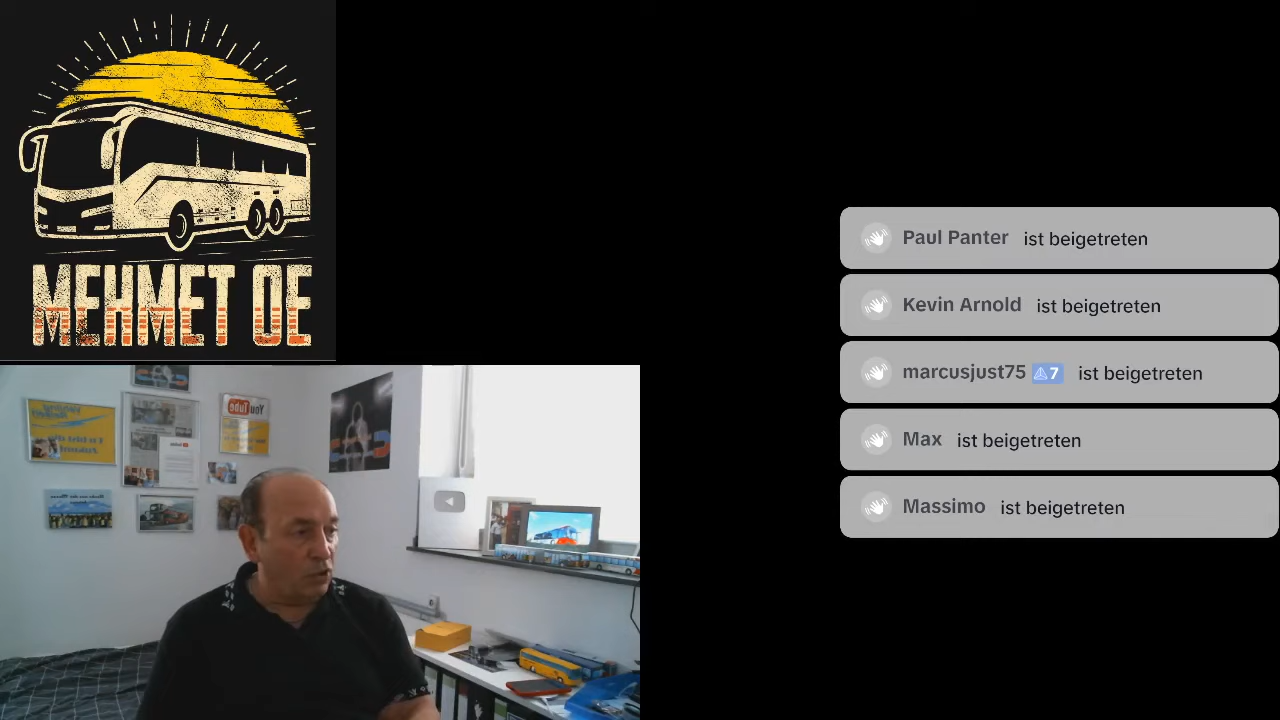 MEHMET OE
Paul Panter ist beigetreten
Kevin Arnold ist beigetreten
marcusjust75 7 ist beigetreten
Max ist beigetreten
Massimo ist beigetreten
YouTube